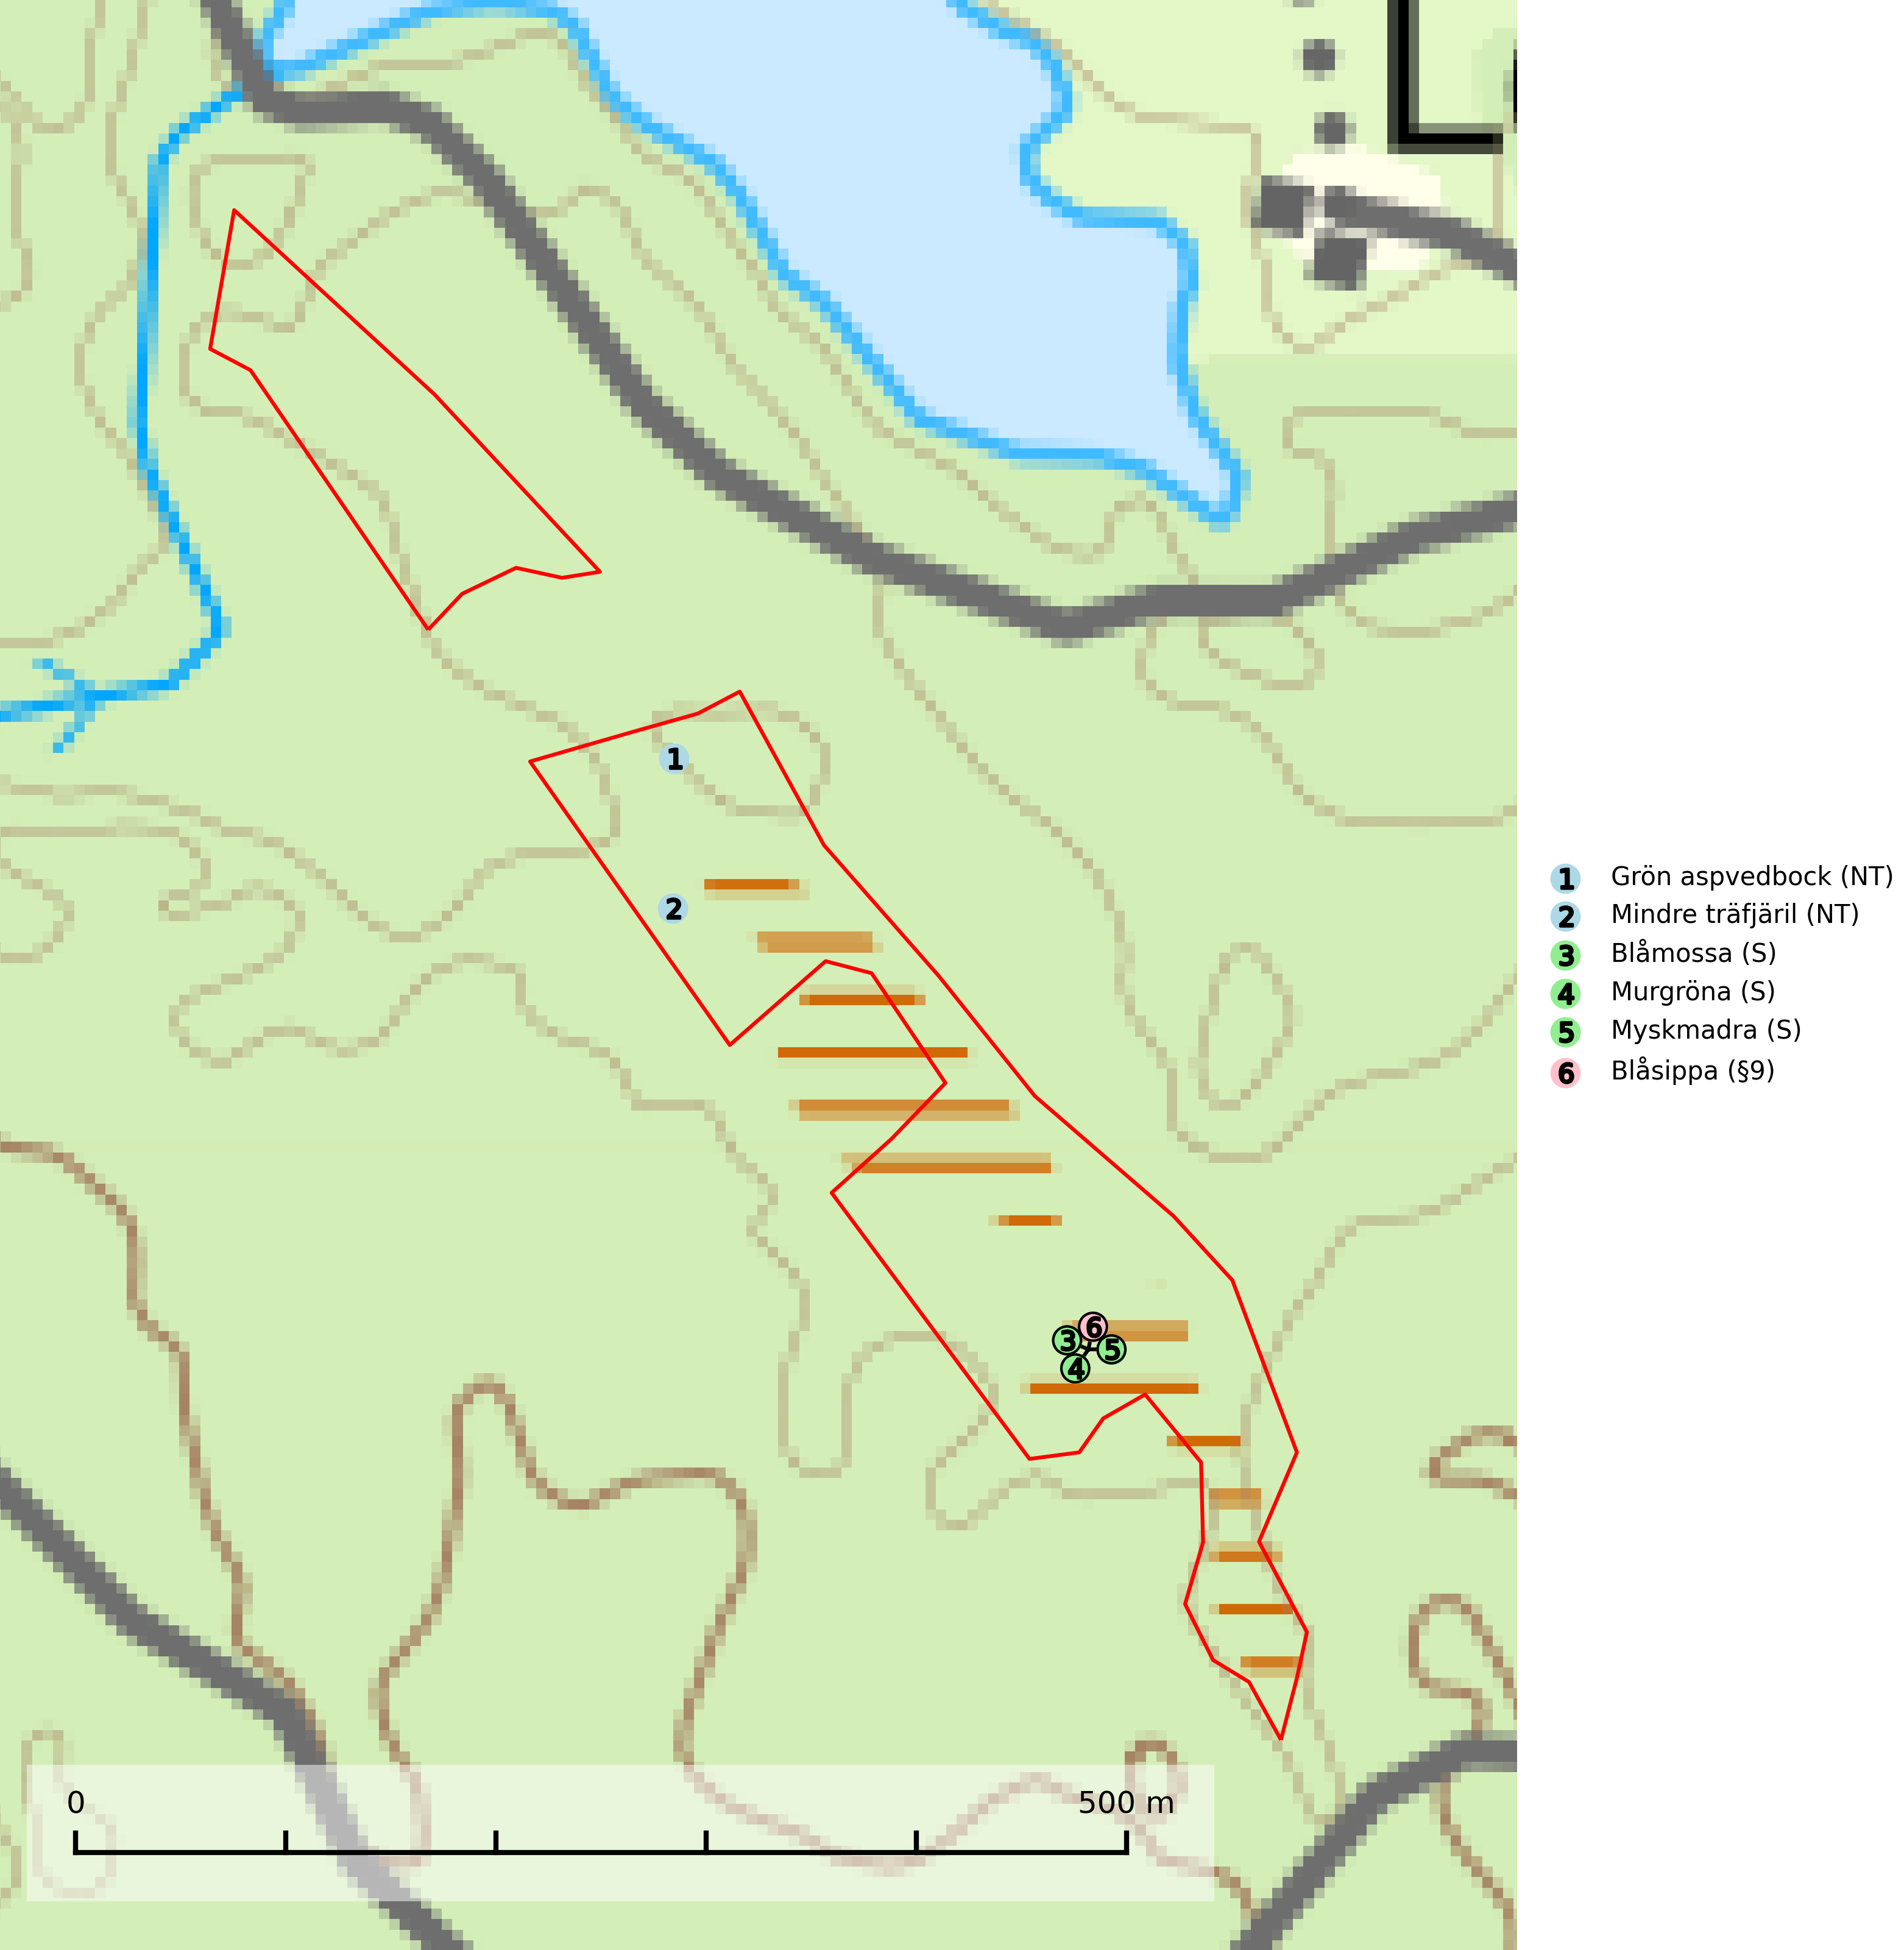 1
2
6
3
5
4
1 Grön aspvedbock (NT)
2 Mindre träfjäril (NT)
3 Blåmossa (S)
4 Murgröna (S)
5 Myskmadra (S)
6 Blåsippa (§9)
0 500 m